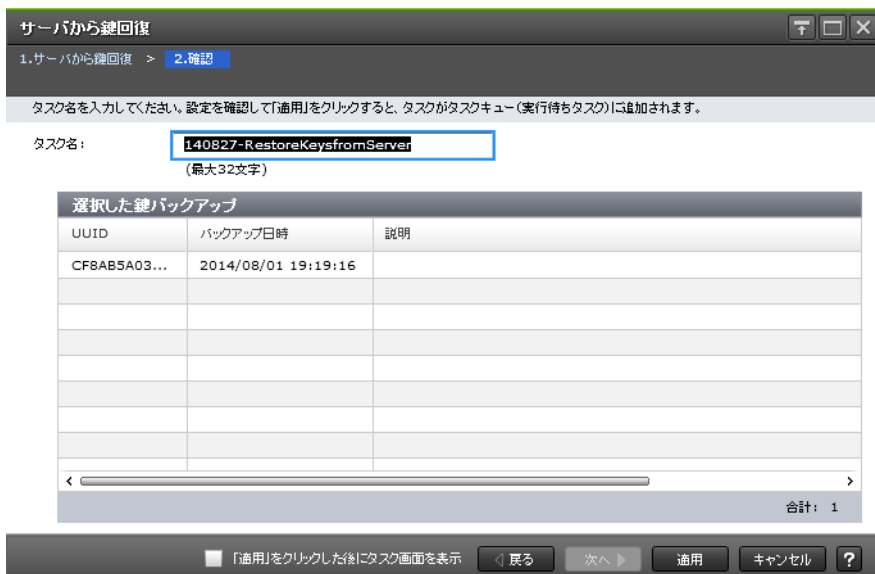 サーバから鍵回復
1.サーバから鍵回復 > 2.確認
タスク名を入力してください。設定を確認して「適用」をクリックすると、タスクがタスクキュー(実行待ちタスク)に追加されます。
タスク名: 140827-RestoreKeysfromServer
(最大32文字)
選択した鍵バックアップ
UUID バックアップ日時 説明
CF8AB5A03... 2014/08/01 19:19:16
合計: 1
「適用」をクリックした後にタスク画面を表示 戻る 次へ 適用 キャンセル ?